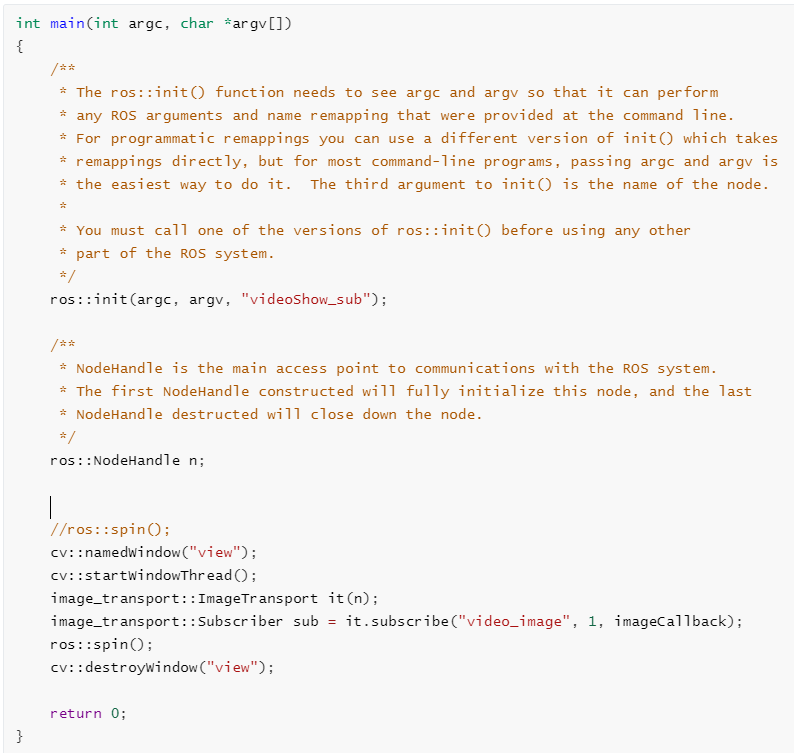 int main(int argc, char *argv[])
{
    /**
     * The ros::init() function needs to see argc and argv so that it can perform
     * any ROS arguments and name remapping that were provided at the command line.
     * For programmatic remappings you can use a different version of init() which takes
     * remappings directly, but for most command-line programs, passing argc and argv is
     * the easiest way to do it.  The third argument to init() is the name of the node.
     *
     * You must call one of the versions of ros::init() before using any other
     * part of the ROS system.
     */
    ros::init(argc, argv, "videoShow_sub");

    /**
     * NodeHandle is the main access point to communications with the ROS system.
     * The first NodeHandle constructed will fully initialize this node, and the last
     * NodeHandle destructed will close down the node.
     */
    ros::NodeHandle n;

    //ros::spin();
    cv::namedWindow("view");
    cv::startWindowThread();
    image_transport::ImageTransport it(n);
    image_transport::Subscriber sub = it.subscribe("video_image", 1, imageCallback);
    ros::spin();
    cv::destroyWindow("view");

    return 0;
}